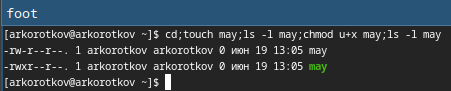 foot
[arkorotkov@arkorotkov ~]$ cd;touch may;ls -l may;chmod u+x may;ls -l may
-rw-r--r--. 1 arkorotkov arkorotkov 0 июн 19 13:05 may
-rwxr--r--. 1 arkorotkov arkorotkov 0 июн 19 13:05 may
[arkorotkov@arkorotkov ~]$